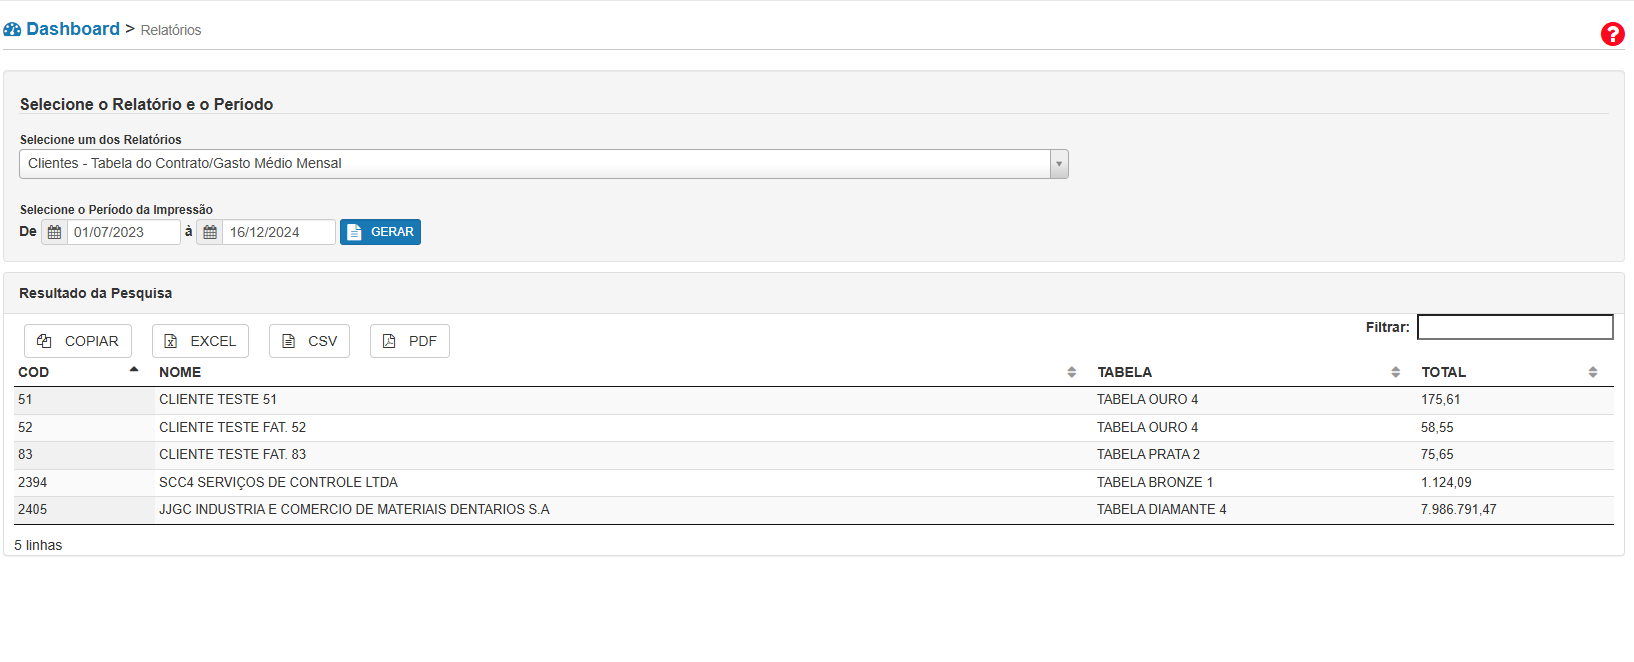 Dashboard > Relatórios
?
Selecione o Relatório e o Período
Selecione um dos Relatórios
Clientes - Tabela do Contrato/Gasto Médio Mensal
Selecione o Período da Impressão
De 01/07/2023 à 16/12/2024 GERAR
Resultado da Pesquisa
COPIAR EXCEL CSV PDF Filtrar:
COD NOME TABELA TOTAL
51 CLIENTE TESTE 51 TABELA OURO 4 175,61
52 CLIENTE TESTE FAT. 52 TABELA OURO 4 58,55
83 CLIENTE TESTE FAT. 83 TABELA PRATA 2 75,65
2394 SCC4 SERVIÇOS DE CONTROLE LTDA TABELA BRONZE 1 1.124,09
2405 JJGC INDUSTRIA E COMERCIO DE MATERIAIS DENTARIOS S.A TABELA DIAMANTE 4 7.986.791,47
5 linhas